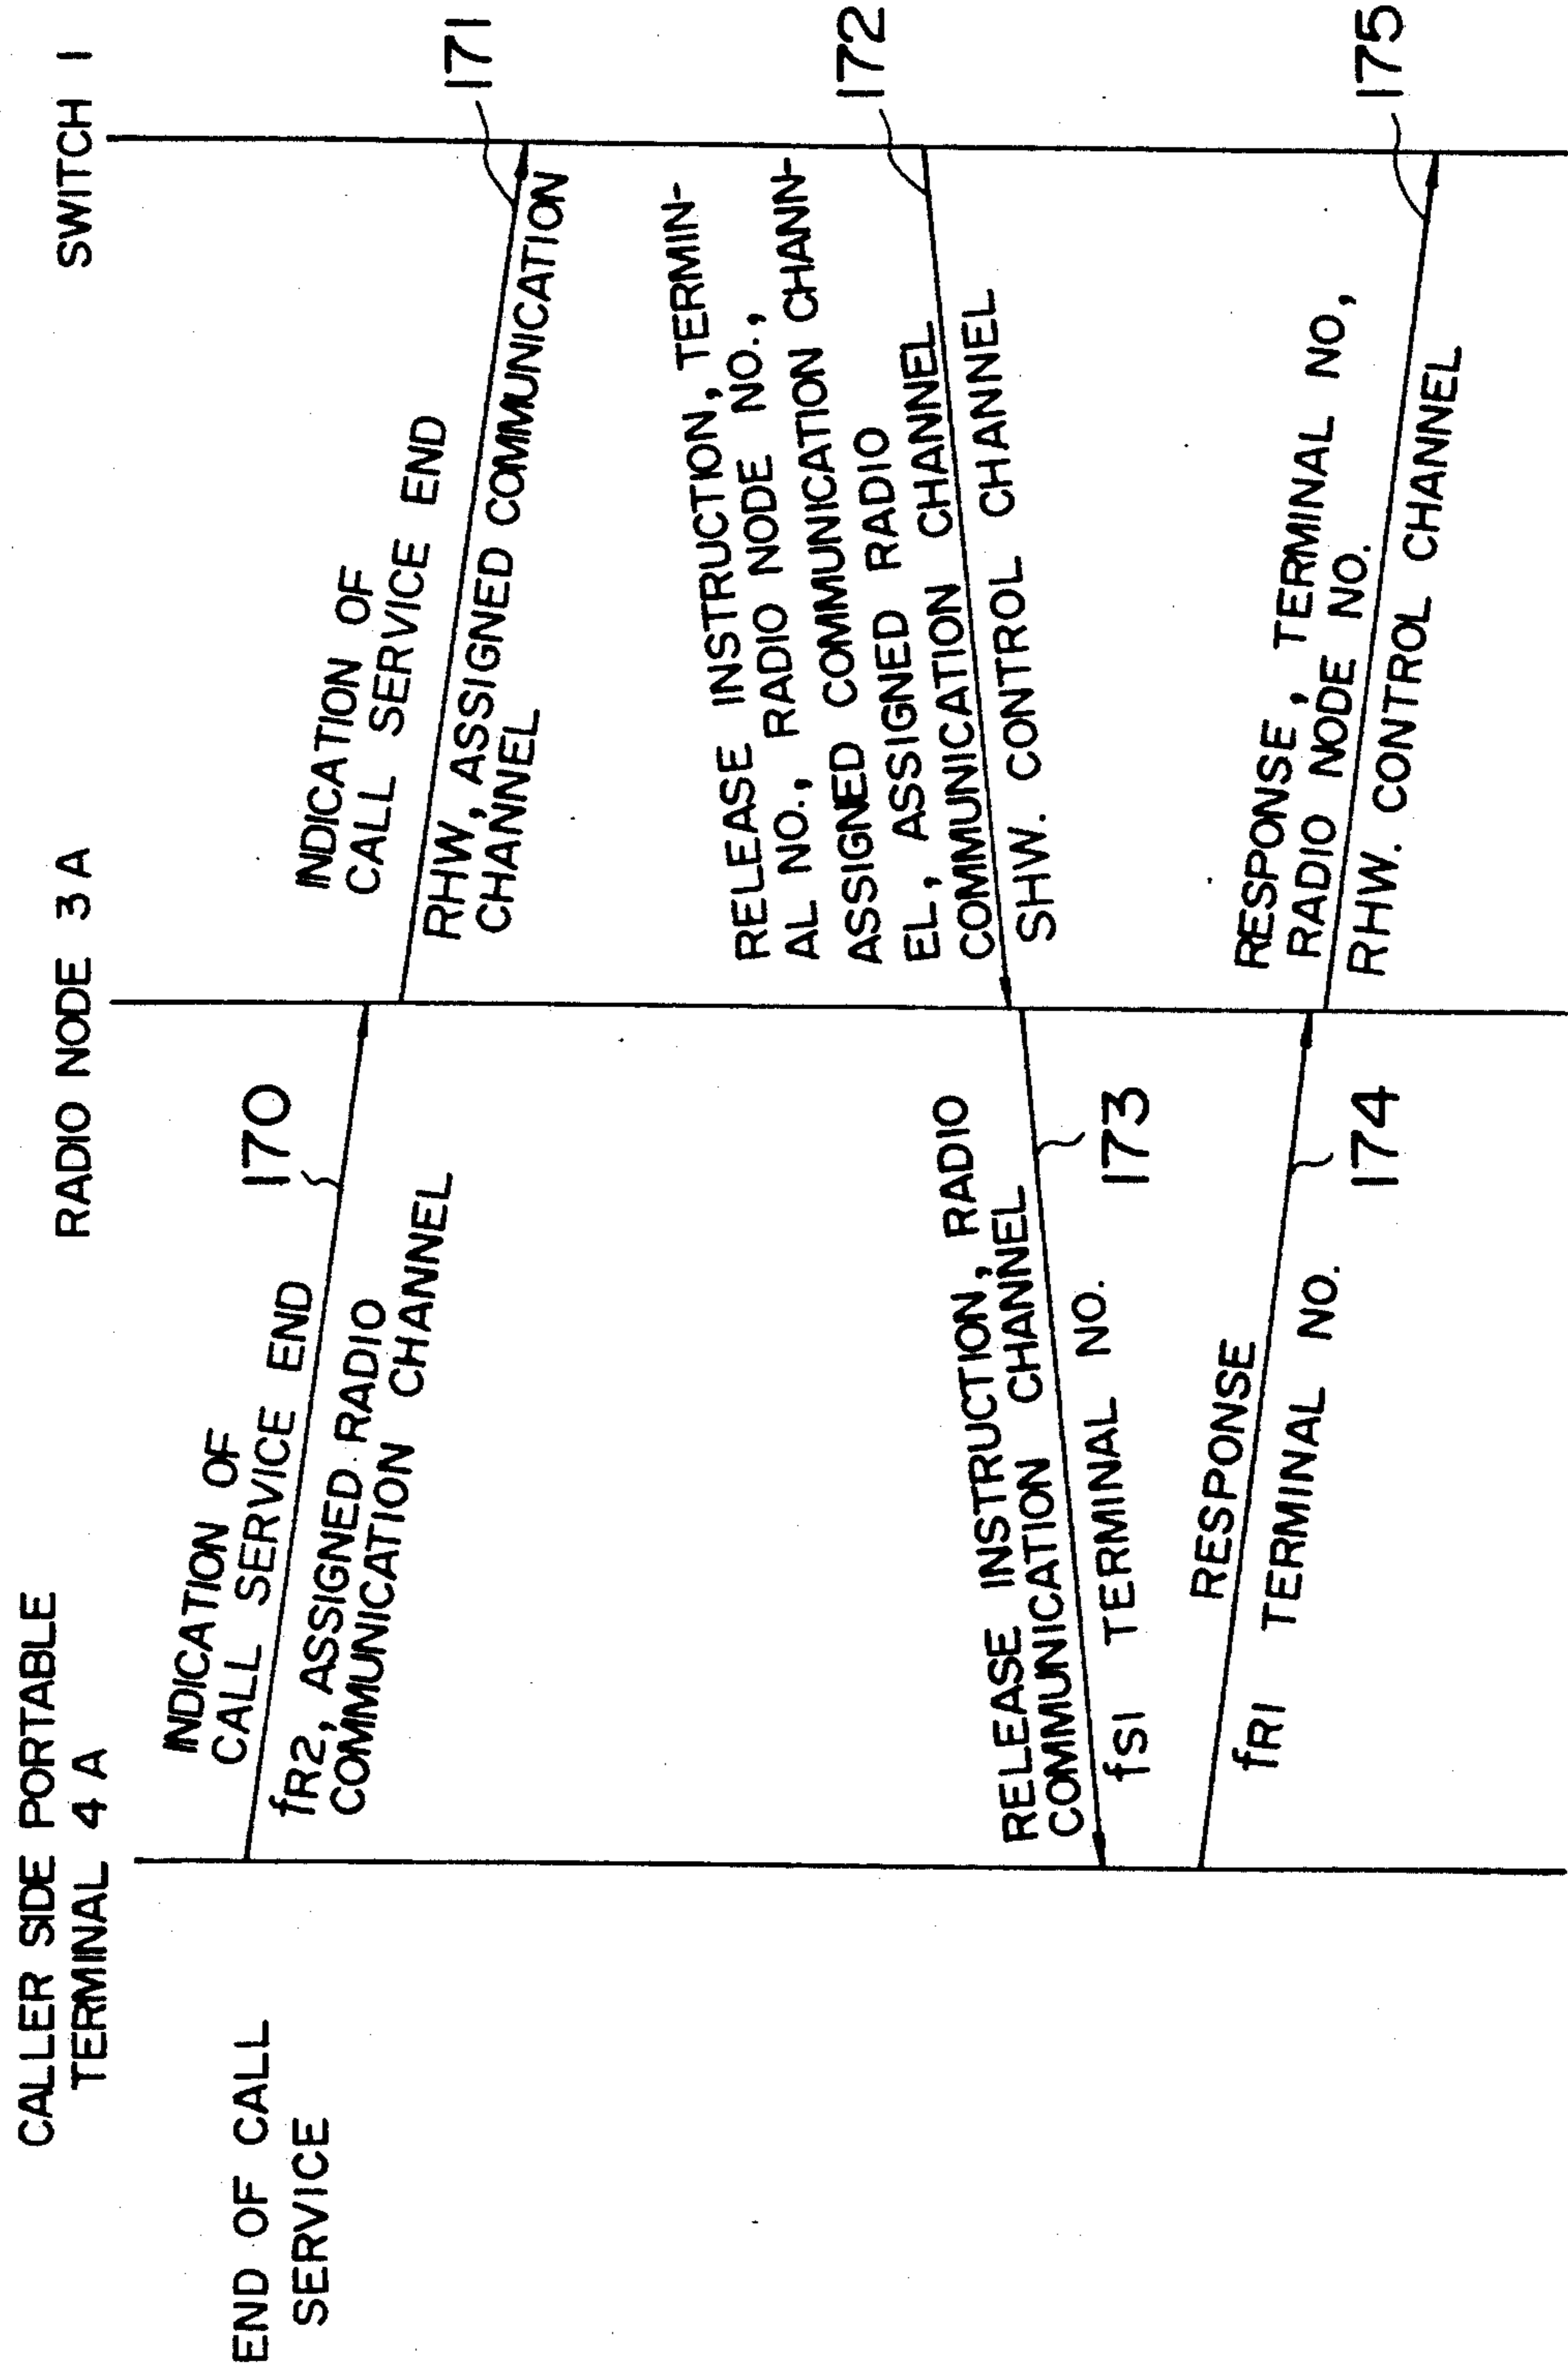 CALLER SIDE PORTABLE
TERMINAL 4 A
RADIO NODE 3 A
SWITCH 1
END OF CALL
SERVICE
INDICATION OF
CALL SERVICE END
170
fR2, ASSIGNED RADIO
COMMUNICATION CHANNEL
INDICATION OF
CALL SERVICE END
171
RHW, ASSIGNED COMMUNICATION
CHANNEL
RELEASE INSTRUCTION, TERMIN-
AL NO., RADIO NODE NO.,
ASSIGNED COMMUNICATION CHANN-
EL, ASSIGNED RADIO
COMMUNICATION CHANNEL
172
SHW. CONTROL CHANNEL
RELEASE INSTRUCTION, RADIO
COMMUNICATION CHANNEL
173
fS1 TERMINAL NO.
RESPONSE
174
fR1 TERMINAL NO.
RESPONSE, TERMINAL NO,
RADIO NODE NO.
175
RHW. CONTROL CHANNEL